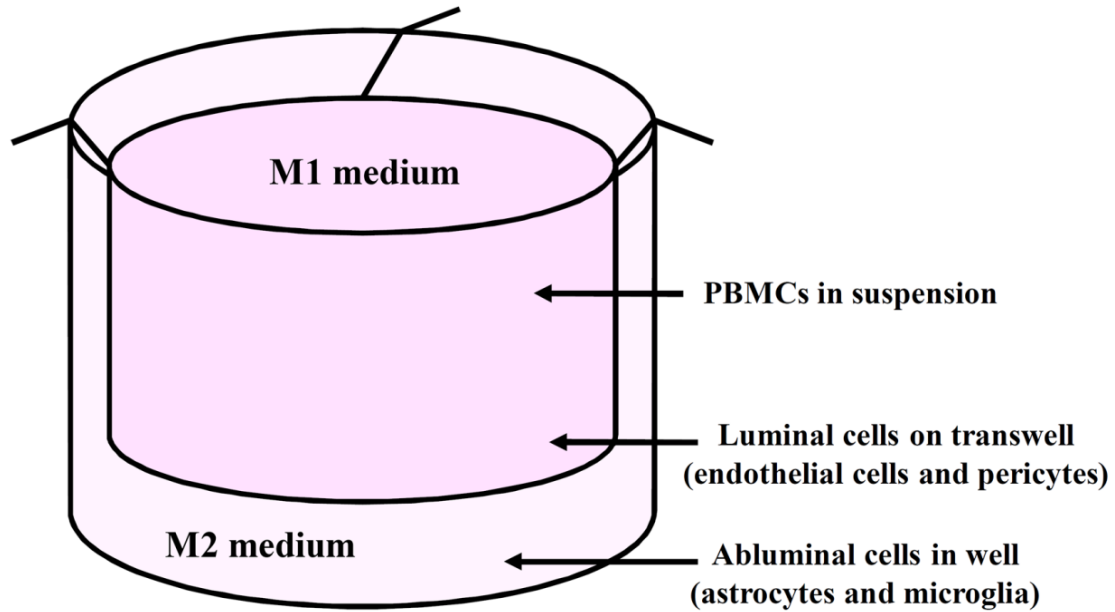 M1 medium
PBMCs in suspension
Luminal cells on transwell
(endothelial cells and pericytes)
M2 medium
Abluminal cells in well
(astrocytes and microglia)